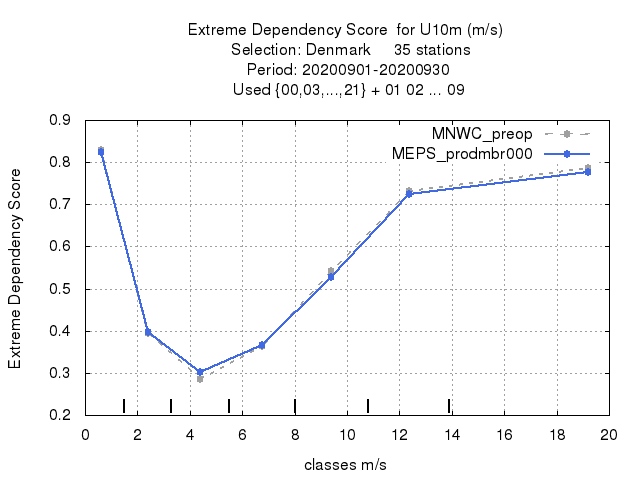 Extreme Dependency Score  for U10m (m/s)
Selection: Denmark     35 stations
Period: 20200901-20200930
Used {00,03,...,21} + 01 02 ... 09
MNWC_preop
MEPS_prodmbr000
Extreme Dependency Score
0.9
0.8
0.7
0.6
0.5
0.4
0.3
0.2
0 2 4 6 8 10 12 14 16 18 20
classes m/s